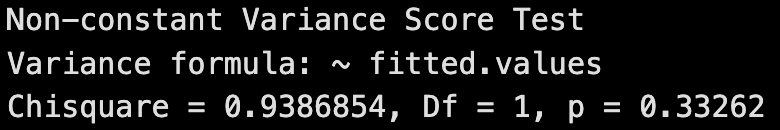 Non-constant Variance Score Test
Variance formula: ~ fitted.values
Chisquare = 0.9386854, Df = 1, p = 0.33262